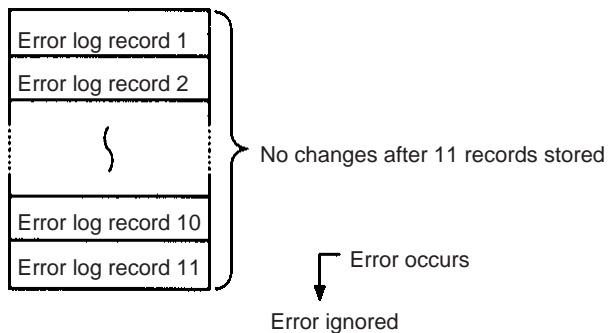 Error log record 1
Error log record 2
No changes after 11 records stored
Error log record 10
Error log record 11
Error occurs
Error ignored